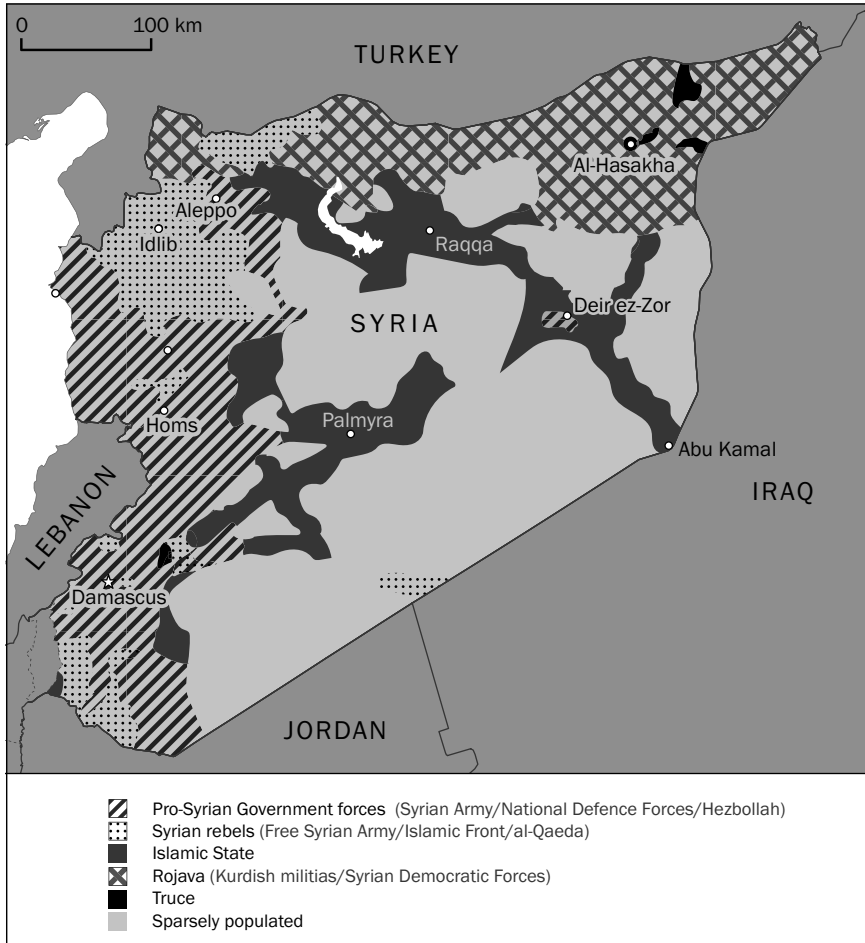 0 100 km
TURKEY
Al-Hasakha
Aleppo
Idlib
Raqqa
SYRIA
Deir ez-Zor
Palmyra
Homs
Abu Kamal
LEBANON
IRAQ
Damascus
JORDAN
Pro-Syrian Government forces (Syrian Army/National Defence Forces/Hezbollah)
Syrian rebels (Free Syrian Army/Islamic Front/al-Qaeda)
Islamic State
Rojava (Kurdish militias/Syrian Democratic Forces)
Truce
Sparsely populated